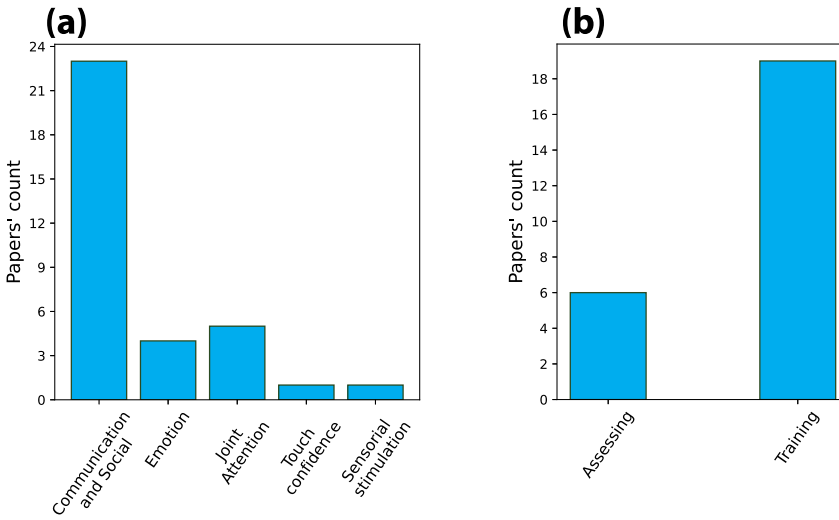 (a)
24
21
18
15
12
9
6
3
0
Papers' count
Communication
and Social
Emotion
Joint
Attention
Touch
confidence
Sensorial
stimulation
(b)
18
16
14
12
10
8
6
4
2
0
Papers' count
Assessing
Training